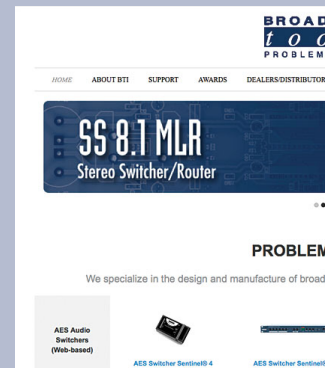 BROAD
t o o
PROBLEM
HOME ABOUT BTI SUPPORT AWARDS DEALERS/DISTRIBUTOR
SS 8.1 MLR
Stereo Switcher/Router
PROBLEM
We specialize in the design and manufacture of broad
AES Audio
Switchers
(Web-based)
AES Switcher Sentinel® 4 AES Switcher Sentinel®